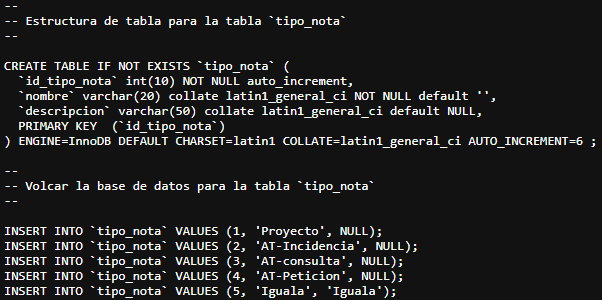 --
-- Estructura de tabla para la tabla `tipo_nota`
--
CREATE TABLE IF NOT EXISTS `tipo_nota` (
`id_tipo_nota` int(10) NOT NULL auto_increment,
`nombre` varchar(20) collate latin1_general_ci NOT NULL default '',
`descripcion` varchar(50) collate latin1_general_ci default NULL,
PRIMARY KEY  (`id_tipo_nota`)
) ENGINE=InnoDB DEFAULT CHARSET=latin1 COLLATE=latin1_general_ci AUTO_INCREMENT=6 ;
--
-- Volcar la base de datos para la tabla `tipo_nota`
--
INSERT INTO `tipo_nota` VALUES (1, 'Proyecto', NULL);
INSERT INTO `tipo_nota` VALUES (2, 'AT-Incidencia', NULL);
INSERT INTO `tipo_nota` VALUES (3, 'AT-consulta', NULL);
INSERT INTO `tipo_nota` VALUES (4, 'AT-Peticion', NULL);
INSERT INTO `tipo_nota` VALUES (5, 'Iguala', 'Iguala');